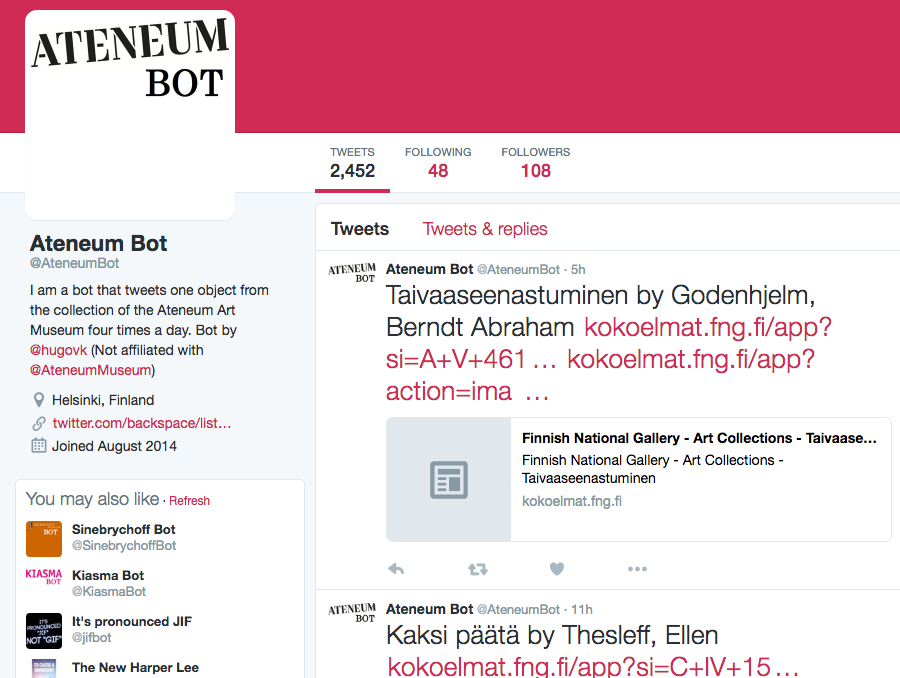 ATENEUM
BOT
TWEETS
2,452
FOLLOWING
48
FOLLOWERS
108
Ateneum Bot
@AteneumBot
I am a bot that tweets one object from
the collection of the Ateneum Art
Museum four times a day. Bot by
@hugovk (Not affiliated with
@AteneumMuseum)
Helsinki, Finland
twitter.com/backspace/list…
Joined August 2014
You may also like · Refresh
BOT
Sinebrychoff Bot
@SinebrychoffBot
KIASMA
BOT
Kiasma Bot
@KiasmaBot
IT'S
PRONOUNCED
"JIF"
NOT "GIF"
It's pronounced JIF
@jifbot
The New Harper Lee
Tweets
Tweets & replies
ATENEUM
BOT
Ateneum Bot @AteneumBot · 5h
Taivaaseenastuminen by Godenhjelm,
Berndt Abraham kokoelmat.fng.fi/app?
si=A+V+461 … kokoelmat.fng.fi/app?
action=ima …
Finnish National Gallery - Art Collections - Taivaase...
Finnish National Gallery - Art Collections -
Taivaaseenastuminen
kokoelmat.fng.fi
ATENEUM
BOT
Ateneum Bot @AteneumBot · 11h
Kaksi päätä by Thesleff, Ellen
kokoelmat.fng.fi/app?si=C+IV+15 …